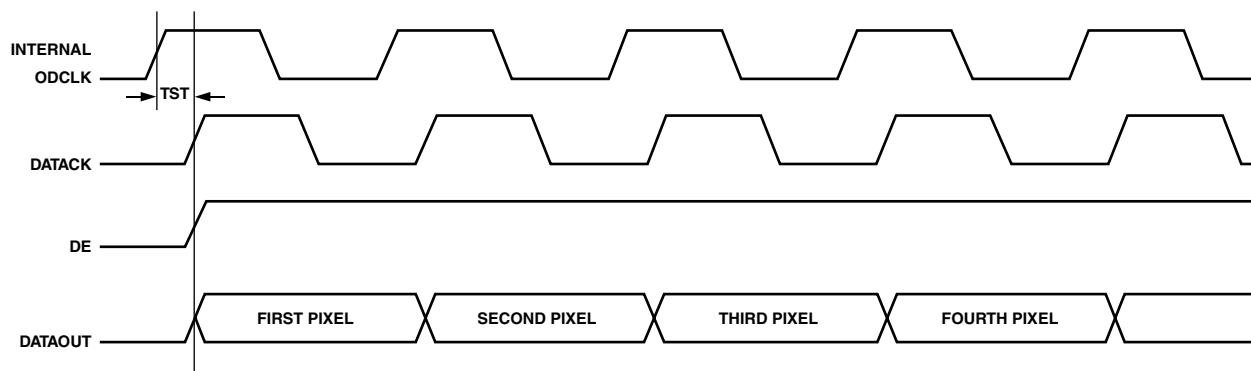 INTERNAL
ODCLK
TST
DATACK
DE
FIRST PIXEL
SECOND PIXEL
THIRD PIXEL
FOURTH PIXEL
DATAOUT